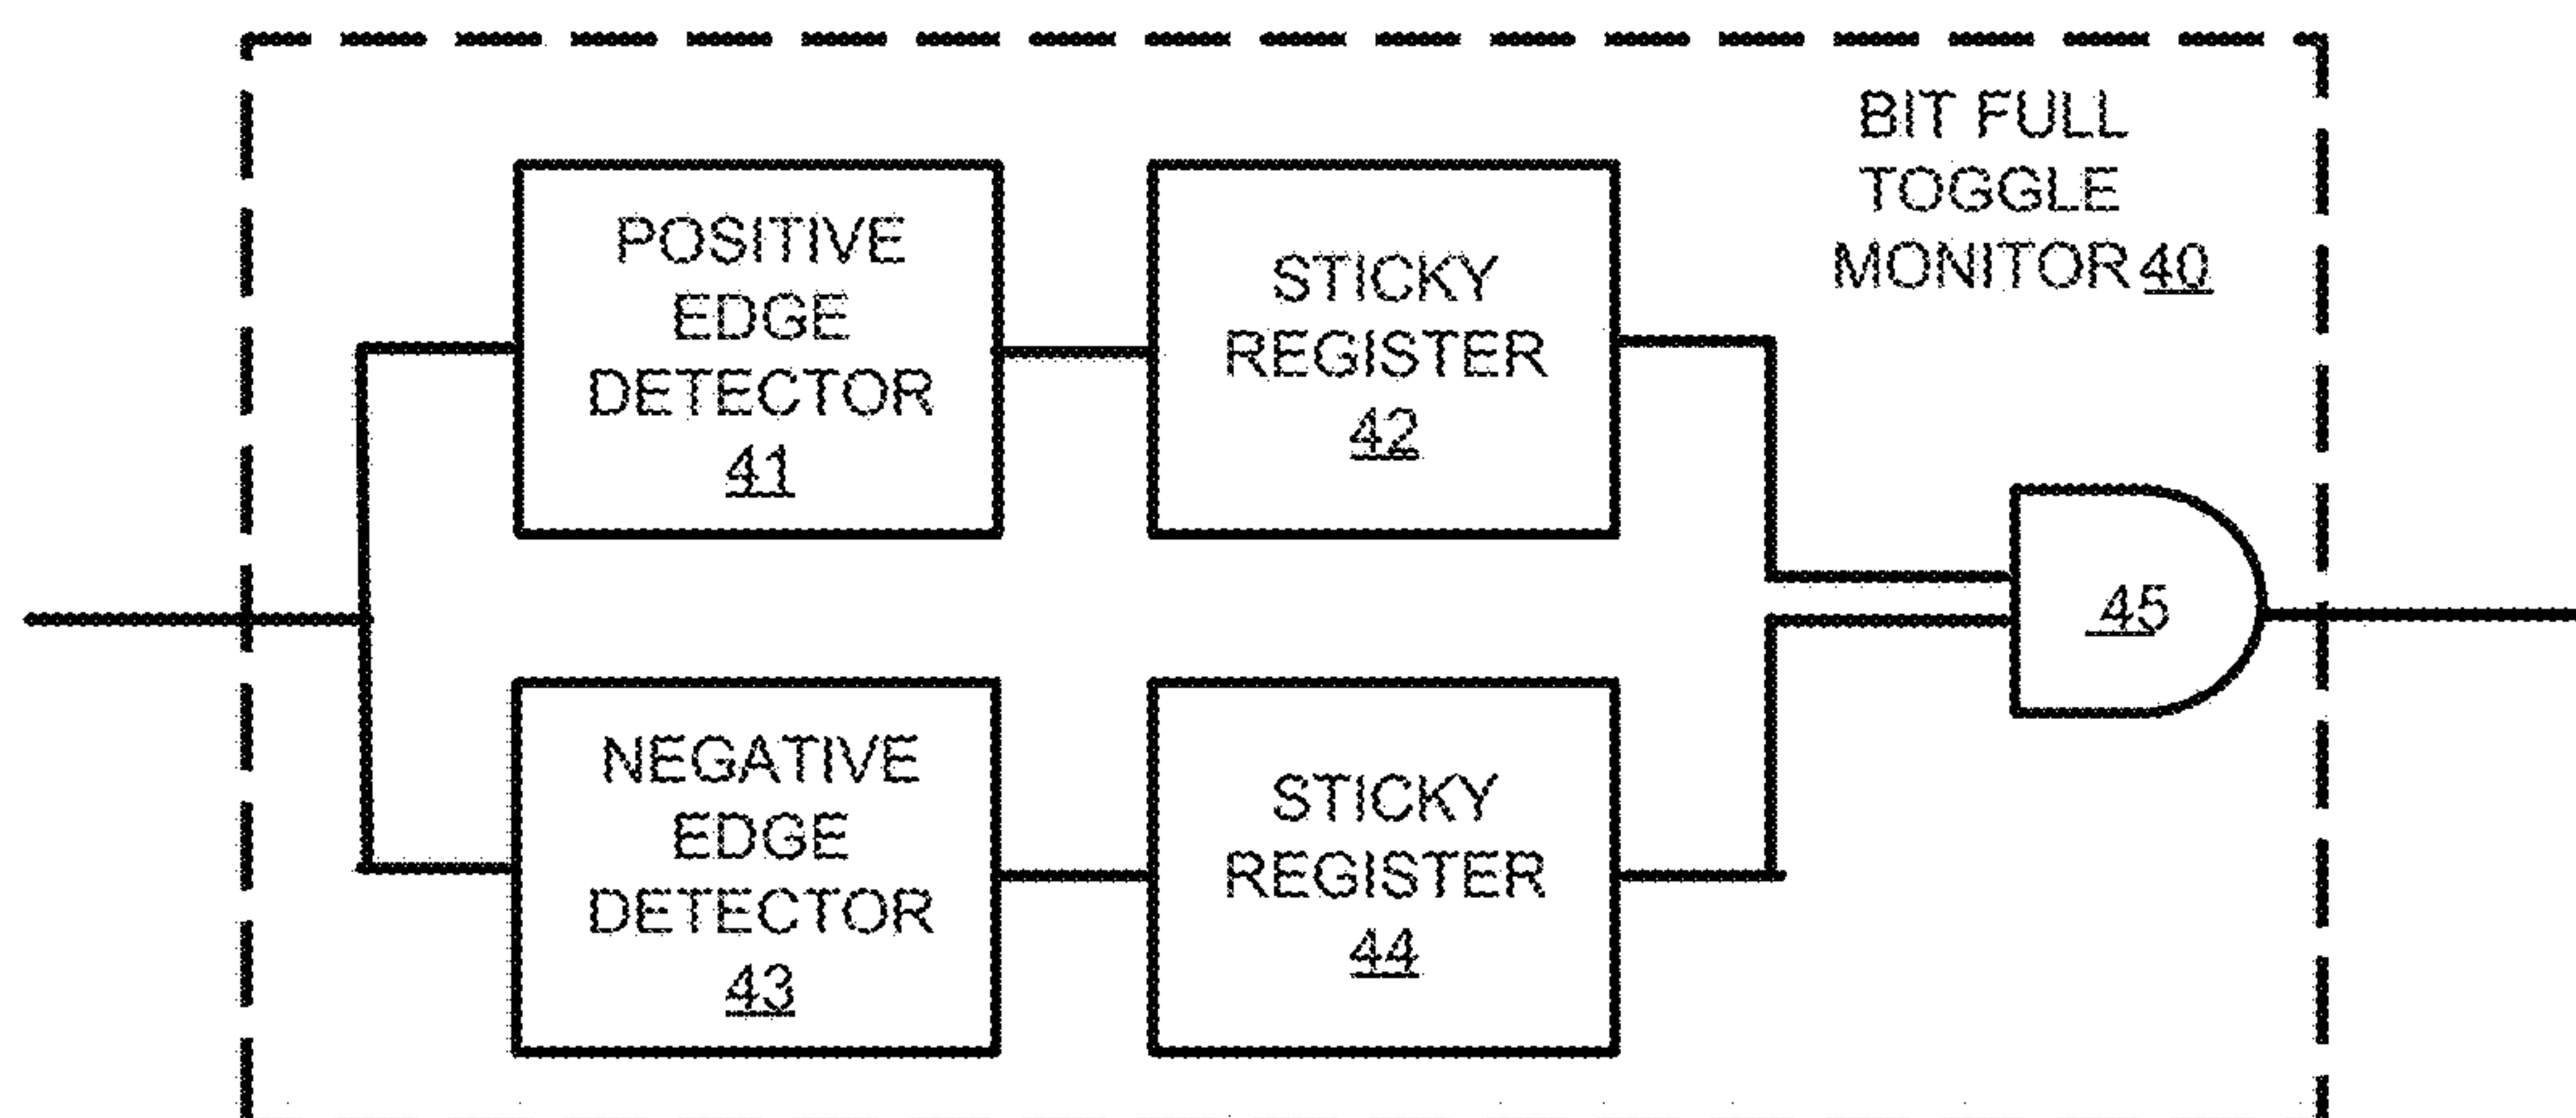 BIT FULL
TOGGLE
MONITOR 40
POSITIVE
EDGE
DETECTOR
41
STICKY
REGISTER
42
45
NEGATIVE
EDGE
DETECTOR
43
STICKY
REGISTER
44